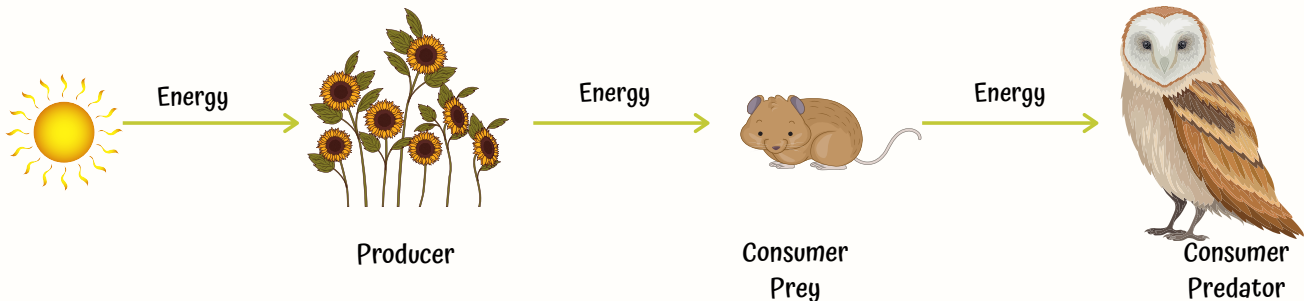 Energy
Energy
Energy
Producer
Consumer
Prey
Consumer
Predator